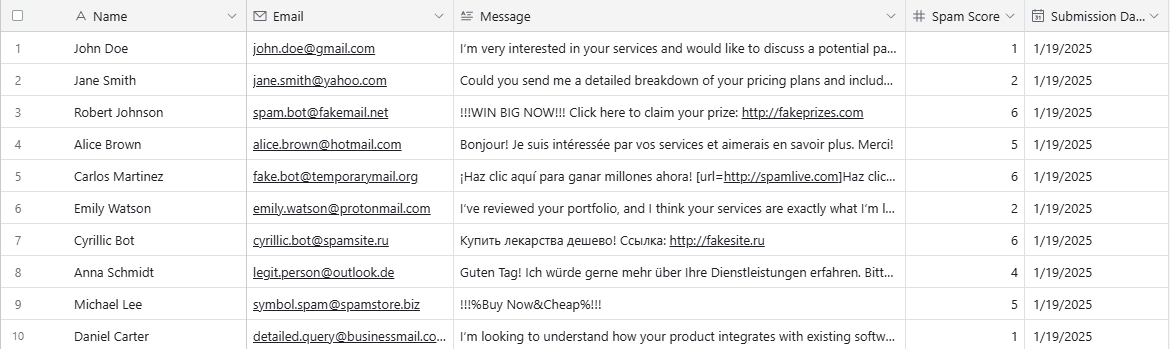 Name Email Message Spam Score Submission Da...
1 John Doe john.doe@gmail.com I'm very interested in your services and would like to discuss a potential pa... 1 1/19/2025
2 Jane Smith jane.smith@yahoo.com Could you send me a detailed breakdown of your pricing plans and includ... 2 1/19/2025
3 Robert Johnson spam.bot@fakemail.net !!!WIN BIG NOW!!! Click here to claim your prize: http://fakeprizes.com 6 1/19/2025
4 Alice Brown alice.brown@hotmail.com Bonjour! Je suis intéressée par vos services et aimerais en savoir plus. Merci! 5 1/19/2025
5 Carlos Martinez fake.bot@temporarymail.org ¡Haz clic aquí para ganar millones ahora! [url=http://spamlive.com]Haz clic... 6 1/19/2025
6 Emily Watson emily.watson@protonmail.com I've reviewed your portfolio, and I think your services are exactly what I'm l... 2 1/19/2025
7 Cyrillic Bot cyrillic.bot@spamsite.ru Купить лекарства дешево! Ссылка: http://fakesite.ru 6 1/19/2025
8 Anna Schmidt legit.person@outlook.de Guten Tag! Ich würde gerne mehr über Ihre Dienstleistungen erfahren. Bitt... 4 1/19/2025
9 Michael Lee symbol.spam@spamstore.biz !!!%Buy Now&Cheap%!!! 5 1/19/2025
10 Daniel Carter detailed.query@businessmail.co... I'm looking to understand how your product integrates with existing softw... 1 1/19/2025